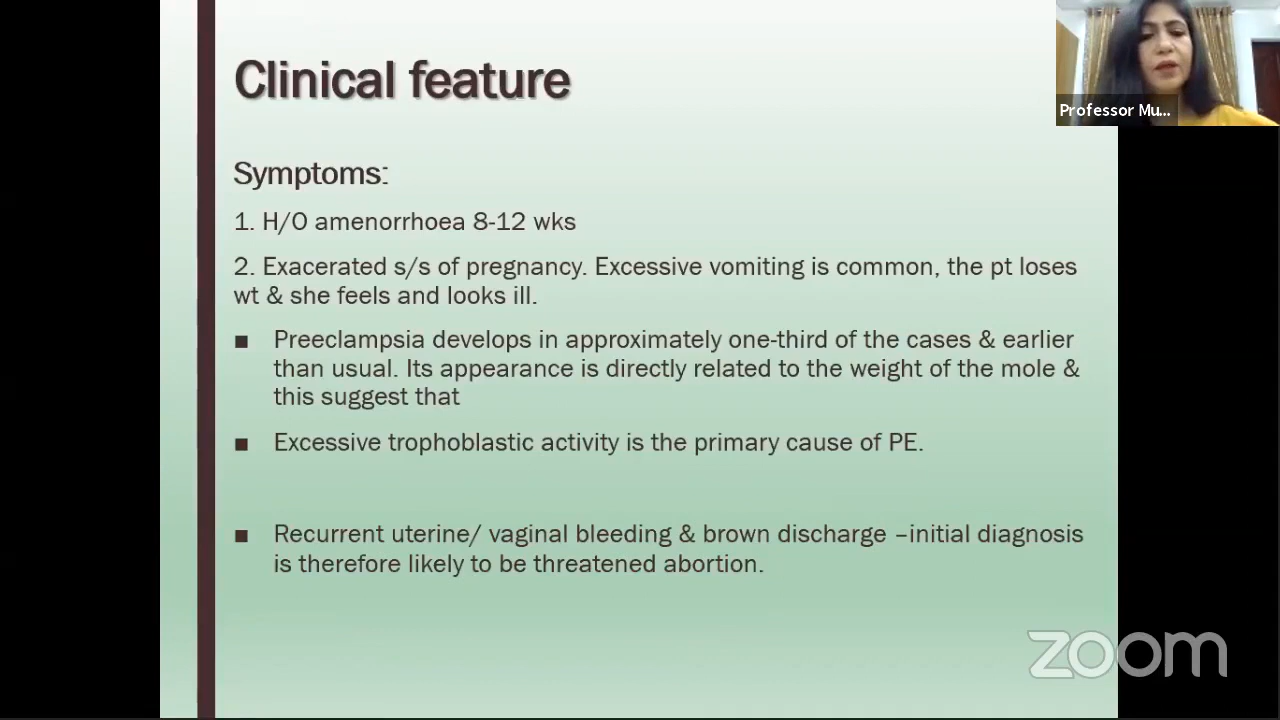 Clinical feature
Professor Mu...
Symptoms:
1. H/O amenorrhoea 8-12 wks
2. Exacerated s/s of pregnancy. Excessive vomiting is common, the pt loses
wt & she feels and looks ill.
■ Preeclampsia develops in approximately one-third of the cases & earlier
than usual. Its appearance is directly related to the weight of the mole &
this suggest that
■ Excessive trophoblastic activity is the primary cause of PE.
■ Recurrent uterine/ vaginal bleeding & brown discharge –initial diagnosis
is therefore likely to be threatened abortion.
zoom